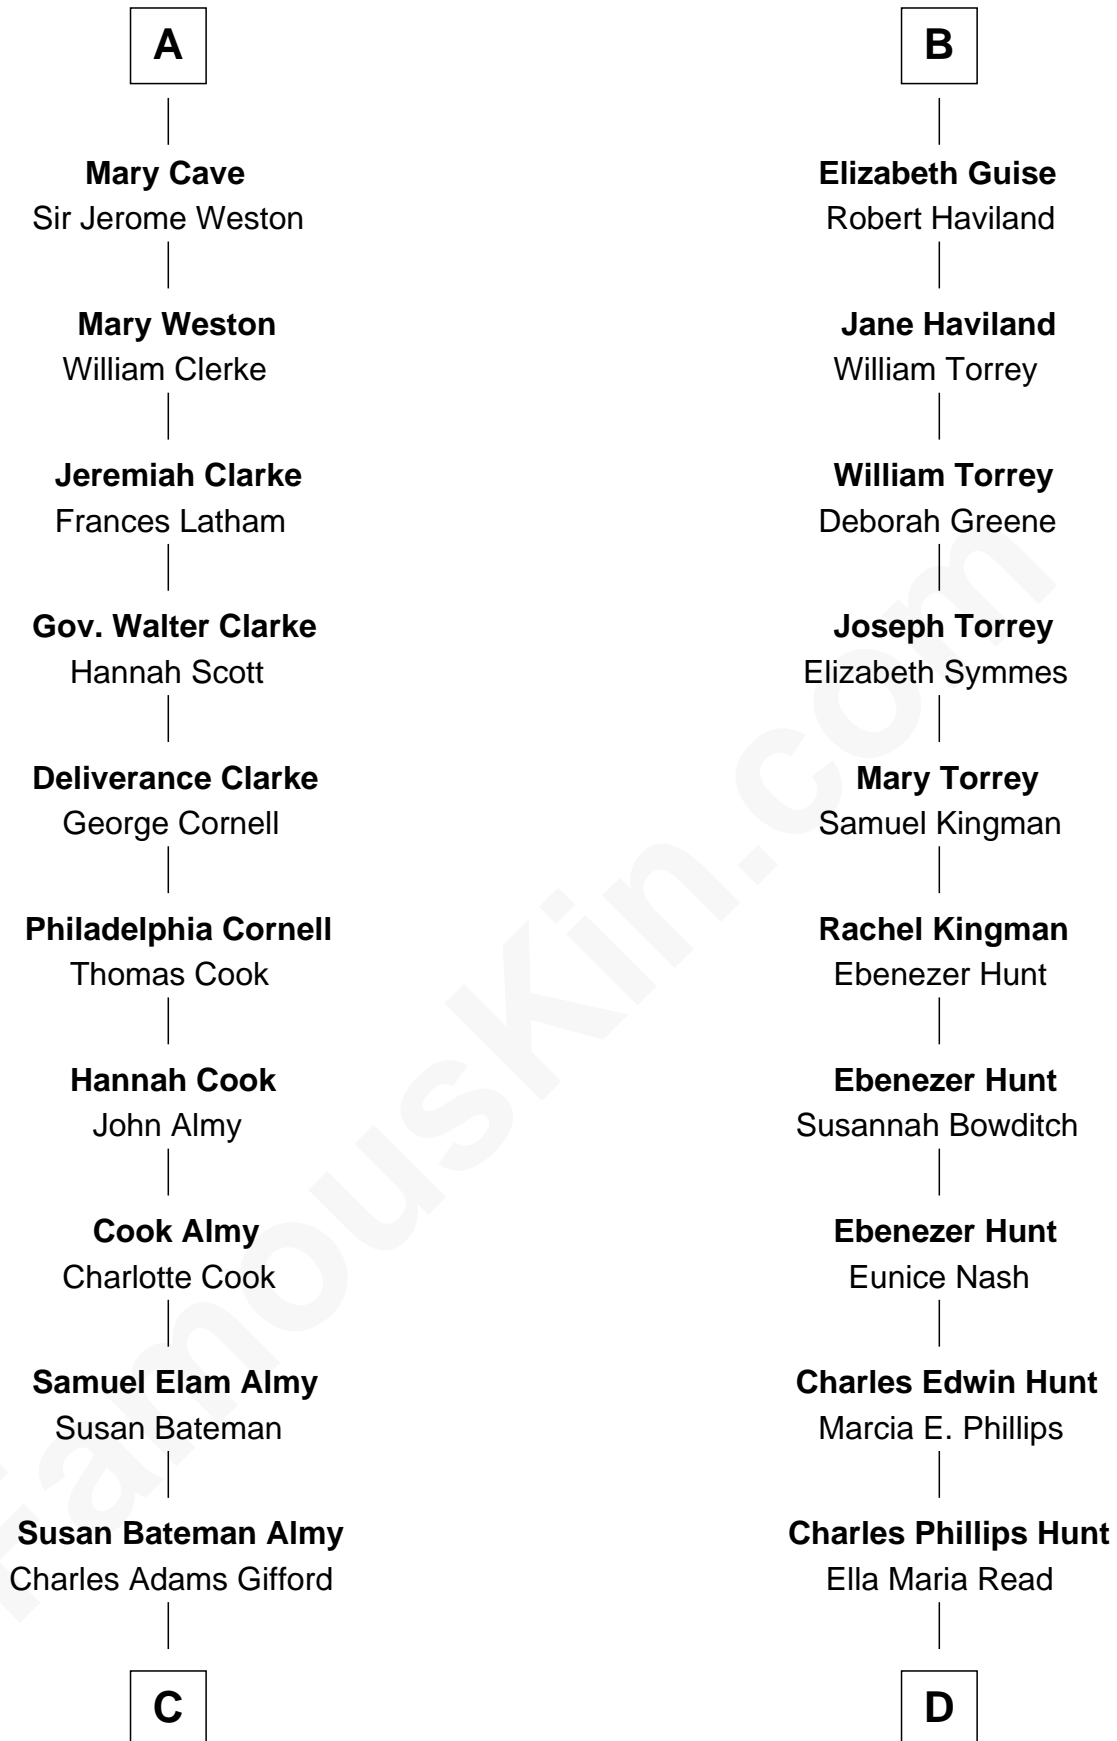 A
Mary Cave
Sir Jerome Weston
Mary Weston
William Clerke
Jeremiah Clarke
Frances Latham
Gov. Walter Clarke
Hannah Scott
Deliverance Clarke
George Cornell
Philadelphia Cornell
Thomas Cook
Hannah Cook
John Almy
Cook Almy
Charlotte Cook
Samuel Elam Almy
Susan Bateman
Susan Bateman Almy
Charles Adams Gifford
C
B
Elizabeth Guise
Robert Haviland
Jane Haviland
William Torrey
William Torrey
Deborah Greene
Joseph Torrey
Elizabeth Symmes
Mary Torrey
Samuel Kingman
Rachel Kingman
Ebenezer Hunt
Ebenezer Hunt
Susannah Bowditch
Ebenezer Hunt
Eunice Nash
Charles Edwin Hunt
Marcia E. Phillips
Charles Phillips Hunt
Ella Maria Read
D
FamousKin.com